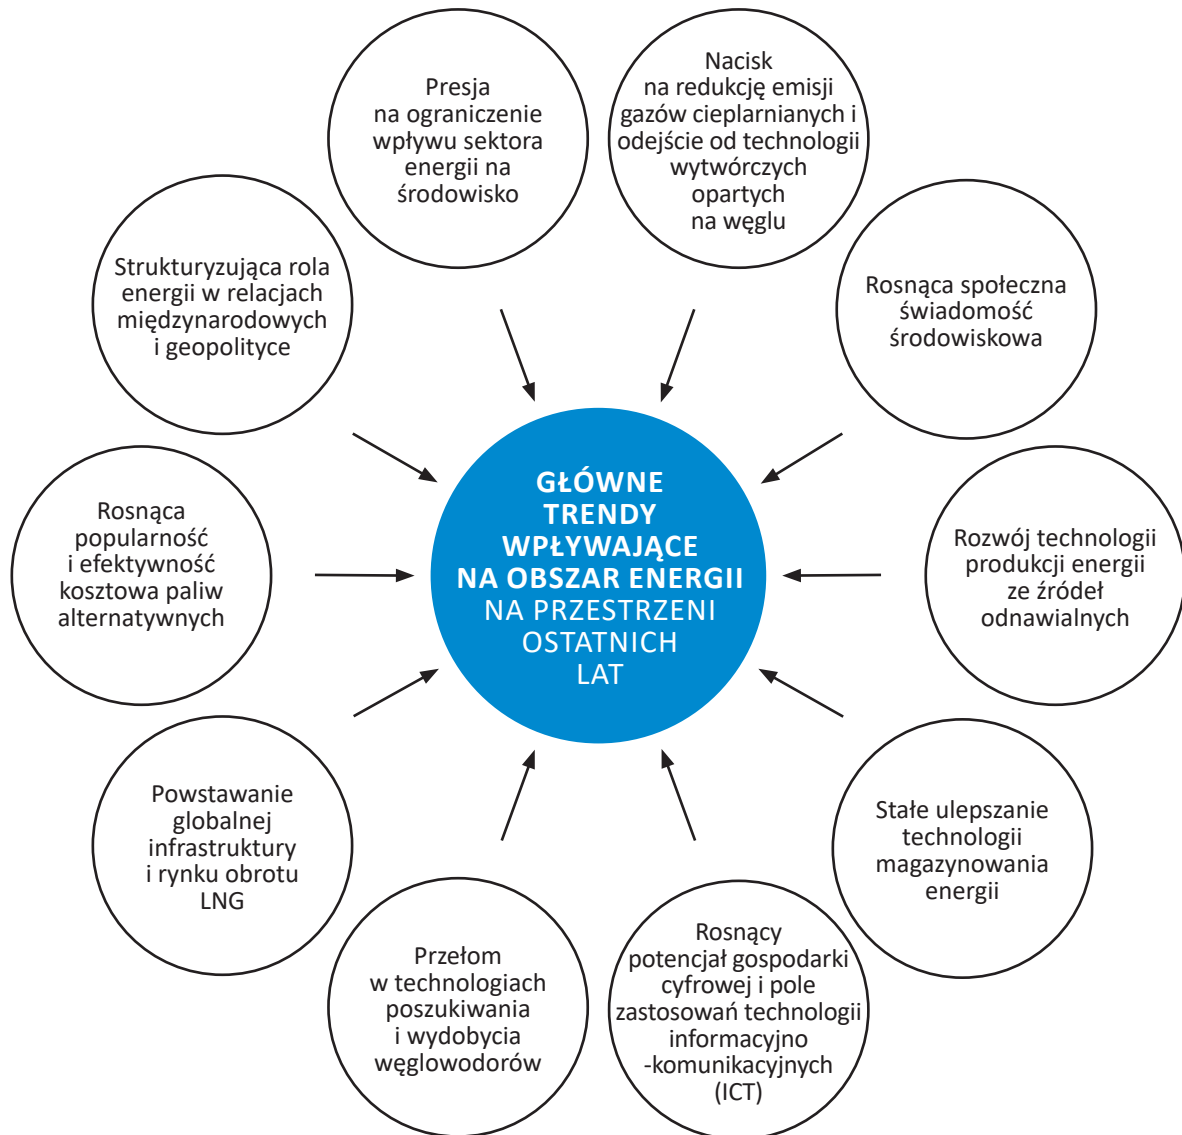 Presja
na ograniczenie
wpływu sektora
energii na
środowisko
Nacisk
na redukcję emisji
gazów cieplarnianych i
odejście od technologii
wytwórczych
opartych
na węglu
Strukturyzująca rola
energii w relacjach
międzynarodowych
i geopolityce
Rosnąca społeczna
świadomość
środowiskowa
GŁÓWNE
TRENDY
WPŁYWAJĄCE
NA OBSZAR ENERGII
NA PRZESTRZENI
OSTATNICH
LAT
Rosnąca
popularność
i efektywność
kosztowa paliw
alternatywnych
Rozwój technologii
produkcji energii
ze źródeł
odnawialnych
Powstawanie
globalnej
infrastruktury
i rynku obrotu
LNG
Stałe ulepszanie
technologii
magazynowania
energii
Przełom
w technologiach
poszukiwania
i wydobycia
węglowodorów
Rosnący
potencjał gospodarki
cyfrowej i pole
zastosowań technologii
informacyjno
-komunikacyjnych
(ICT)